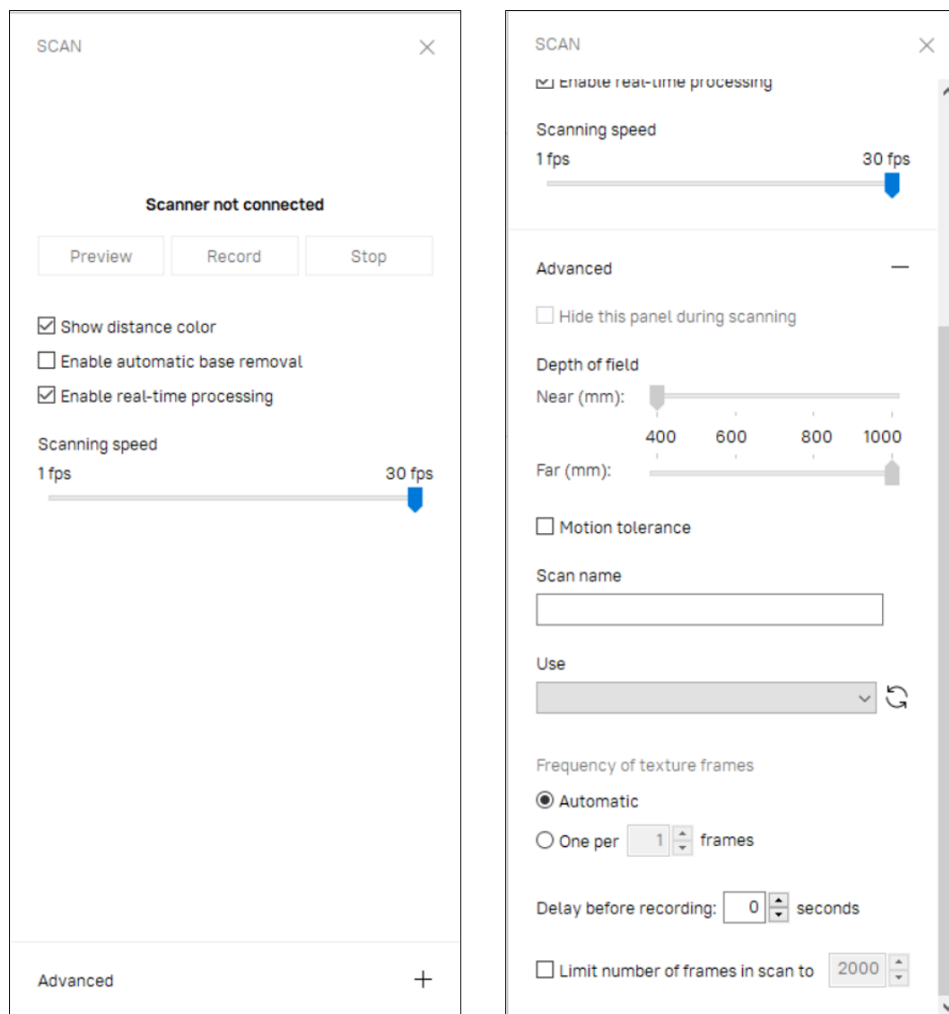 SCAN
Scanner not connected
Preview Record Stop
Show distance color
Enable automatic base removal
Enable real-time processing
Scanning speed
1 fps 30 fps
Advanced
SCAN
Enable real-time processing
Scanning speed
1 fps 30 fps
Advanced
Hide this panel during scanning
Depth of field
Near (mm):
400 600 800 1000
Far (mm):
Motion tolerance
Scan name
Use
Frequency of texture frames
Automatic
One per 1 frames
Delay before recording: 0 seconds
Limit number of frames in scan to 2000